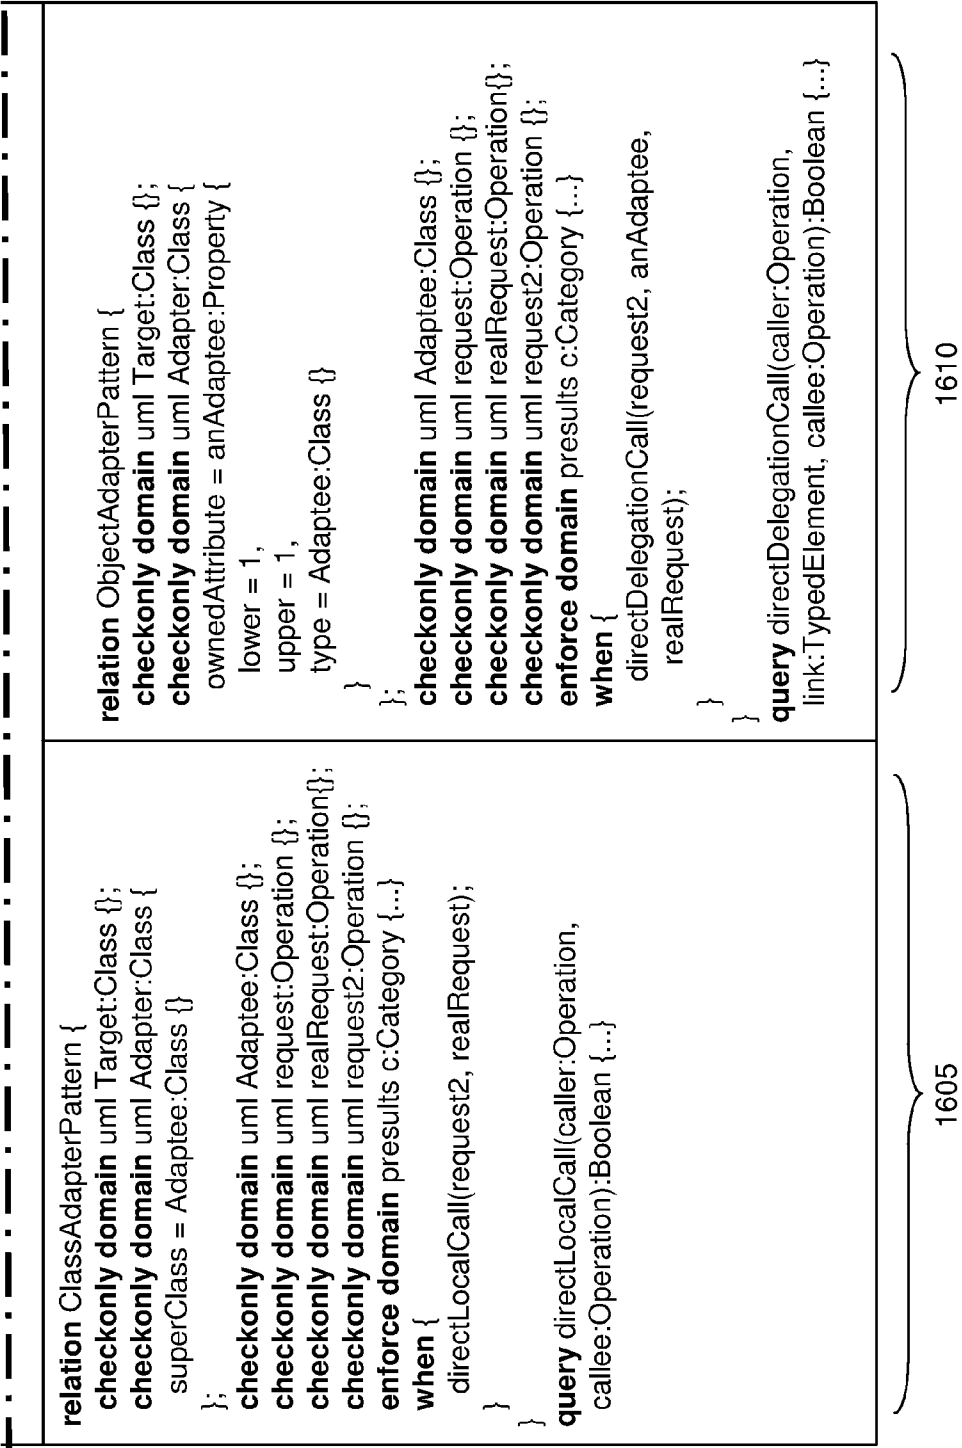 relation ClassAdapterPattern {
checkonly domain uml Target:Class {};
checkonly domain uml Adapter:Class {
superClass = Adaptee:Class {}
};
checkonly domain uml Adaptee:Class {};
checkonly domain uml request:Operation {};
checkonly domain uml realRequest:Operation{};
checkonly domain uml request2:Operation {};
enforce domain presults c:Category {...}
when {
directLocalCall(request2, realRequest);
}
}
query directLocalCall(caller:Operation,
callee:Operation):Boolean {...}
1605
relation ObjectAdapterPattern {
checkonly domain uml Target:Class {};
checkonly domain uml Adapter:Class {
ownedAttribute = anAdaptee:Property {
lower = 1,
upper = 1,
type = Adaptee:Class {}
}
};
checkonly domain uml Adaptee:Class {};
checkonly domain uml request:Operation {};
checkonly domain uml realRequest:Operation{};
checkonly domain uml request2:Operation {};
enforce domain presults c:Category {...}
when {
directDelegationCall(request2, anAdaptee,
realRequest);
}
}
query directDelegationCall(caller:Operation,
link:TypedElement, callee:Operation):Boolean {...}
1610